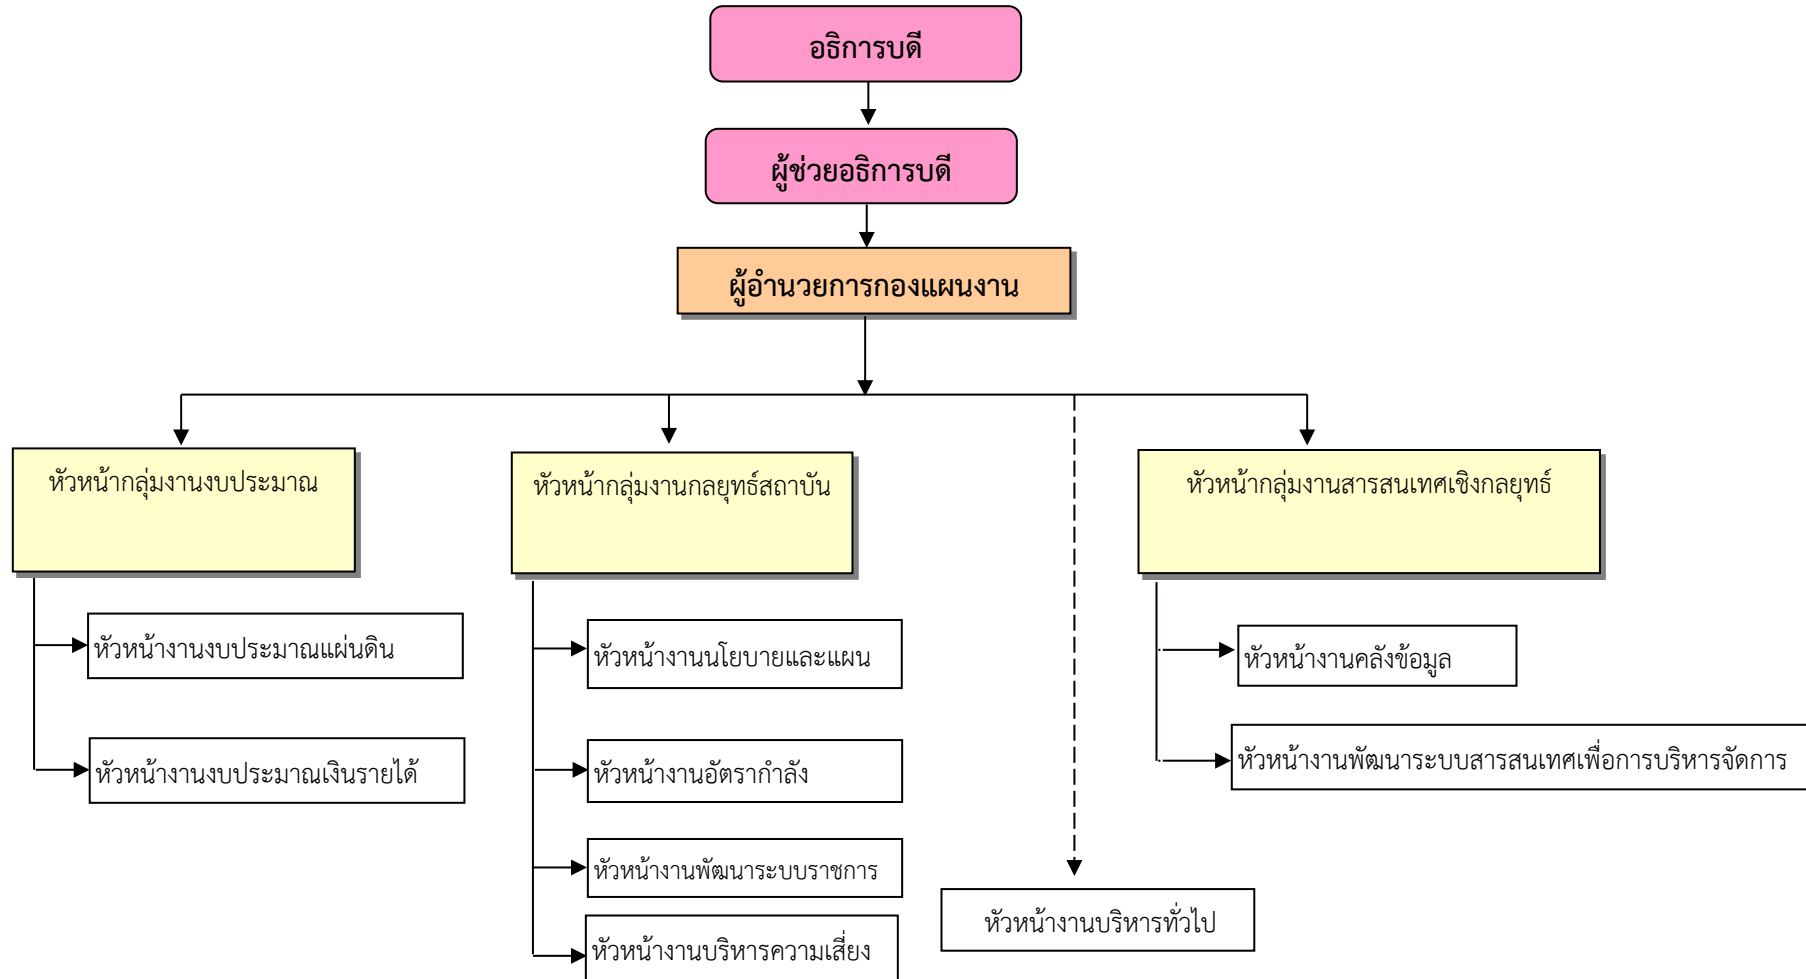 อธิการบดี
ผู้ช่วยอธิการบดี
ผู้อำนวยการกองแผนงาน
หัวหน้ากลุ่มงานงบประมาณ
หัวหน้ากลุ่มงานกลยุทธ์สถาบัน
หัวหน้ากลุ่มงานสารสนเทศเชิงกลยุทธ์
หัวหน้างานงบประมาณแผ่นดิน
หัวหน้างานงบประมาณเงินรายได้
หัวหน้างานนโยบายและแผน
หัวหน้างานอัตรากำลัง
หัวหน้างานพัฒนาระบบราชการ
หัวหน้างานบริหารความเสี่ยง
หัวหน้างานบริหารทั่วไป
หัวหน้างานคลังข้อมูล
หัวหน้างานพัฒนาระบบสารสนเทศเพื่อการบริหารจัดการ